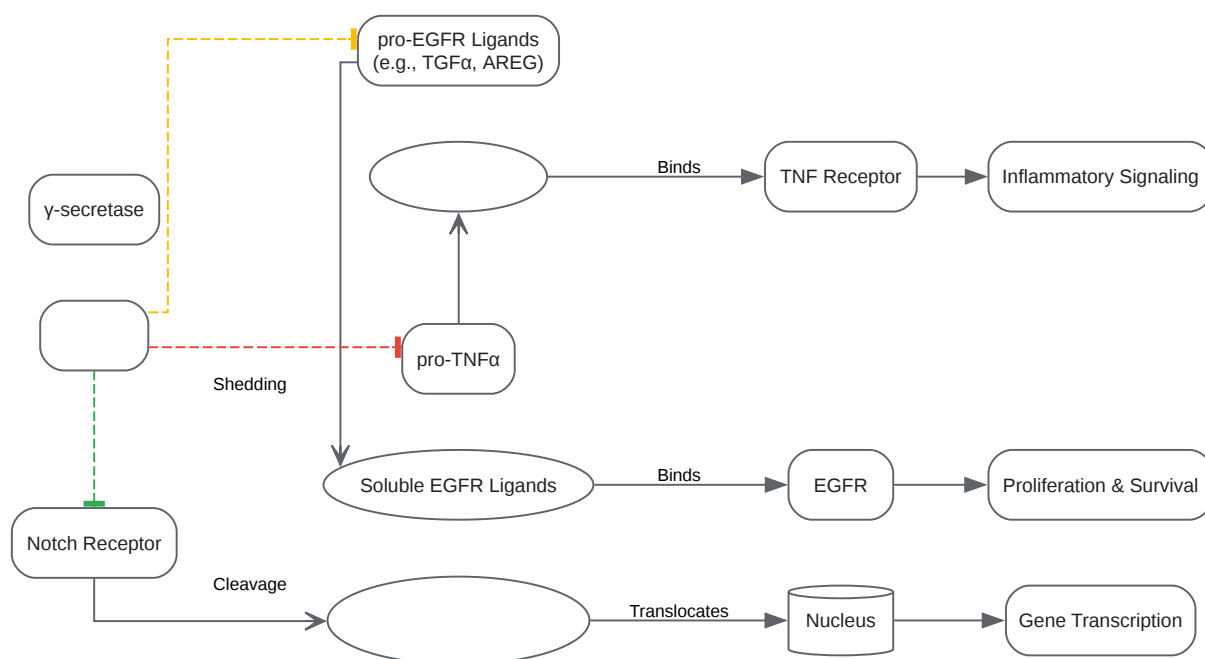 pro-EGFR Ligands
(e.g., TGFα, AREG)
Binds
TNF Receptor
Inflammatory Signaling
γ-secretase
pro-TNFα
Shedding
Soluble EGFR Ligands
Binds
EGFR
Proliferation & Survival
Notch Receptor
Cleavage
Translocates
Nucleus
Gene Transcription